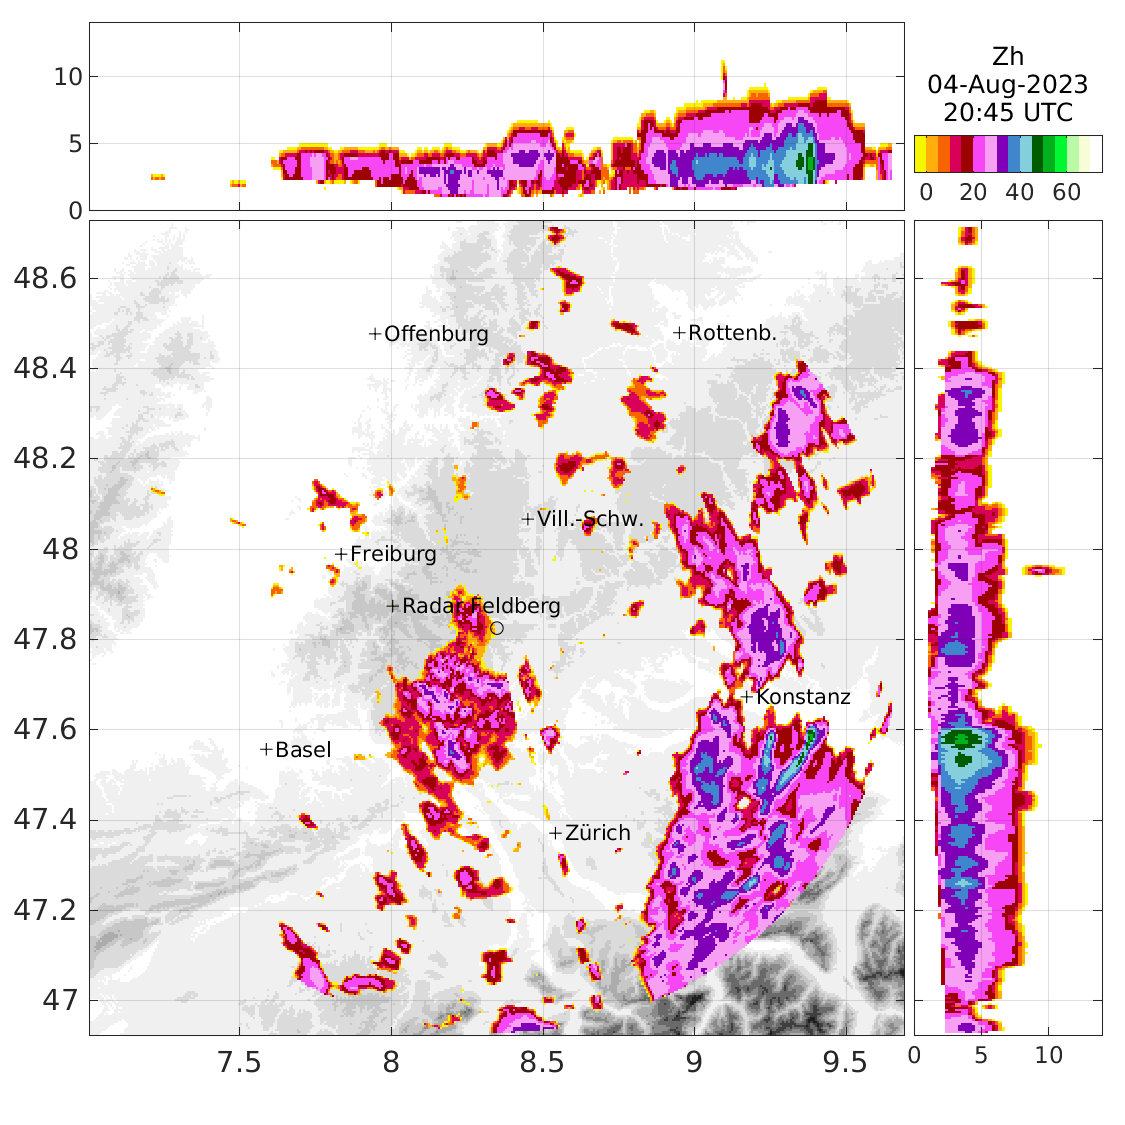 10
5
0
Zh
04-Aug-2023
20:45 UTC
0 20 40 60
48.6
48.4
48.2
48
47.8
47.6
47.4
47.2
47
+Offenburg
+Rottenb.
+Vill.-Schw.
+Freiburg
+Radar Feldberg
+Konstanz
+Basel
+Zürich
7.5 8 8.5 9 9.5
0 5 10